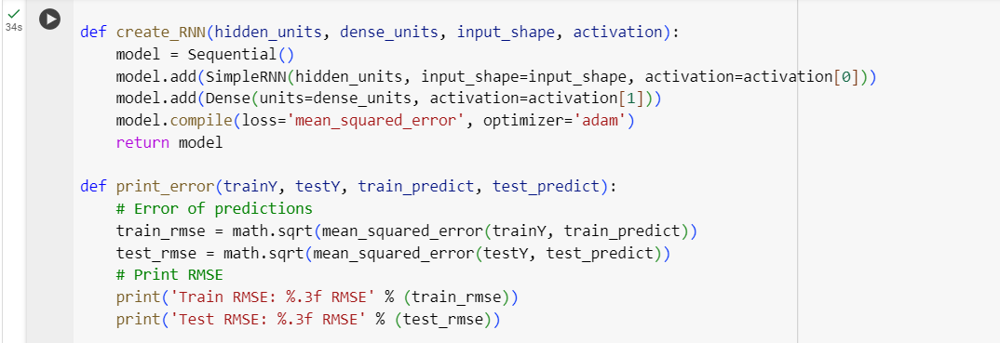 34s
def create_RNN(hidden_units, dense_units, input_shape, activation):
    model = Sequential()
    model.add(SimpleRNN(hidden_units, input_shape=input_shape, activation=activation[0]))
    model.add(Dense(units=dense_units, activation=activation[1]))
    model.compile(loss='mean_squared_error', optimizer='adam')
    return model
def print_error(trainY, testY, train_predict, test_predict):
    # Error of predictions
    train_rmse = math.sqrt(mean_squared_error(trainY, train_predict))
    test_rmse = math.sqrt(mean_squared_error(testY, test_predict))
    # Print RMSE
    print('Train RMSE: %.3f RMSE' % (train_rmse))
    print('Test RMSE: %.3f RMSE' % (test_rmse))